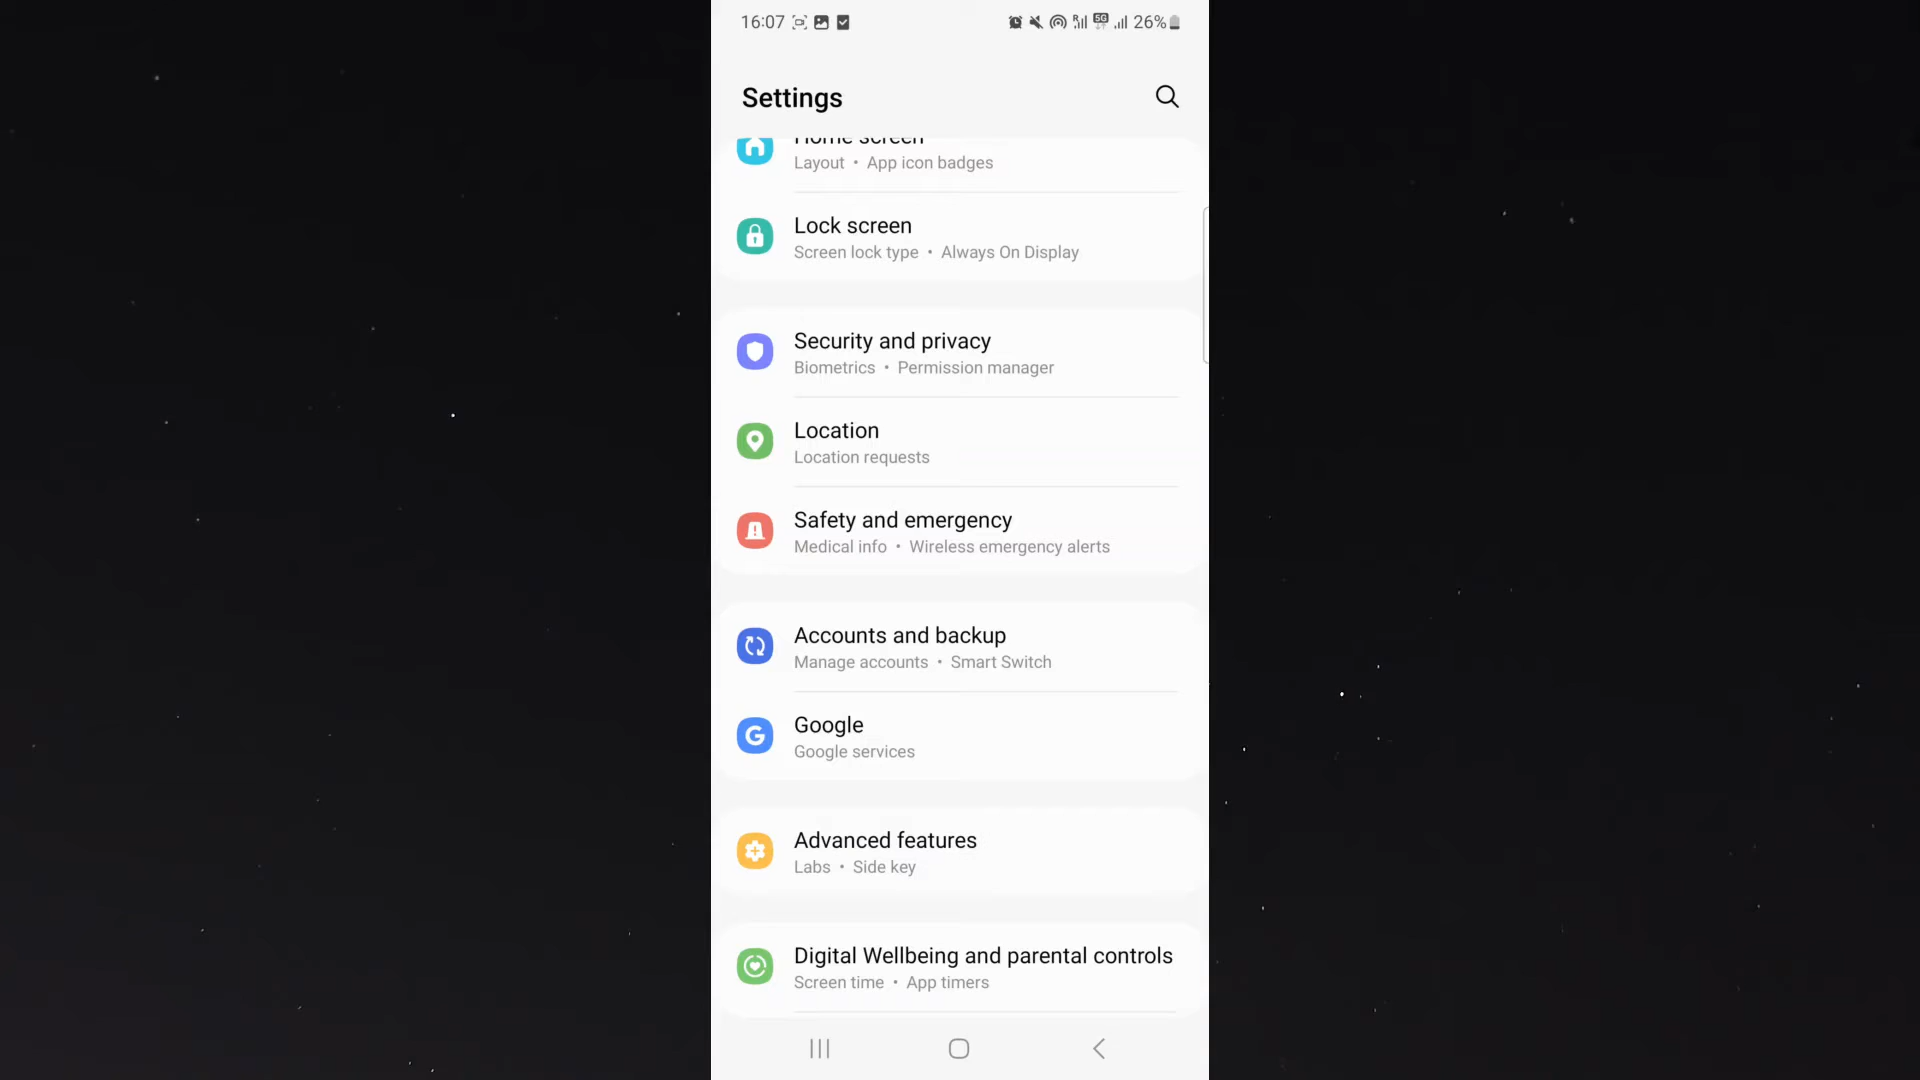 16:07 5G 26%
Settings
Home screen
Layout • App icon badges
Lock screen
Screen lock type • Always On Display
Security and privacy
Biometrics • Permission manager
Location
Location requests
Safety and emergency
Medical info • Wireless emergency alerts
Accounts and backup
Manage accounts • Smart Switch
Google
Google services
Advanced features
Labs • Side key
Digital Wellbeing and parental controls
Screen time • App timers